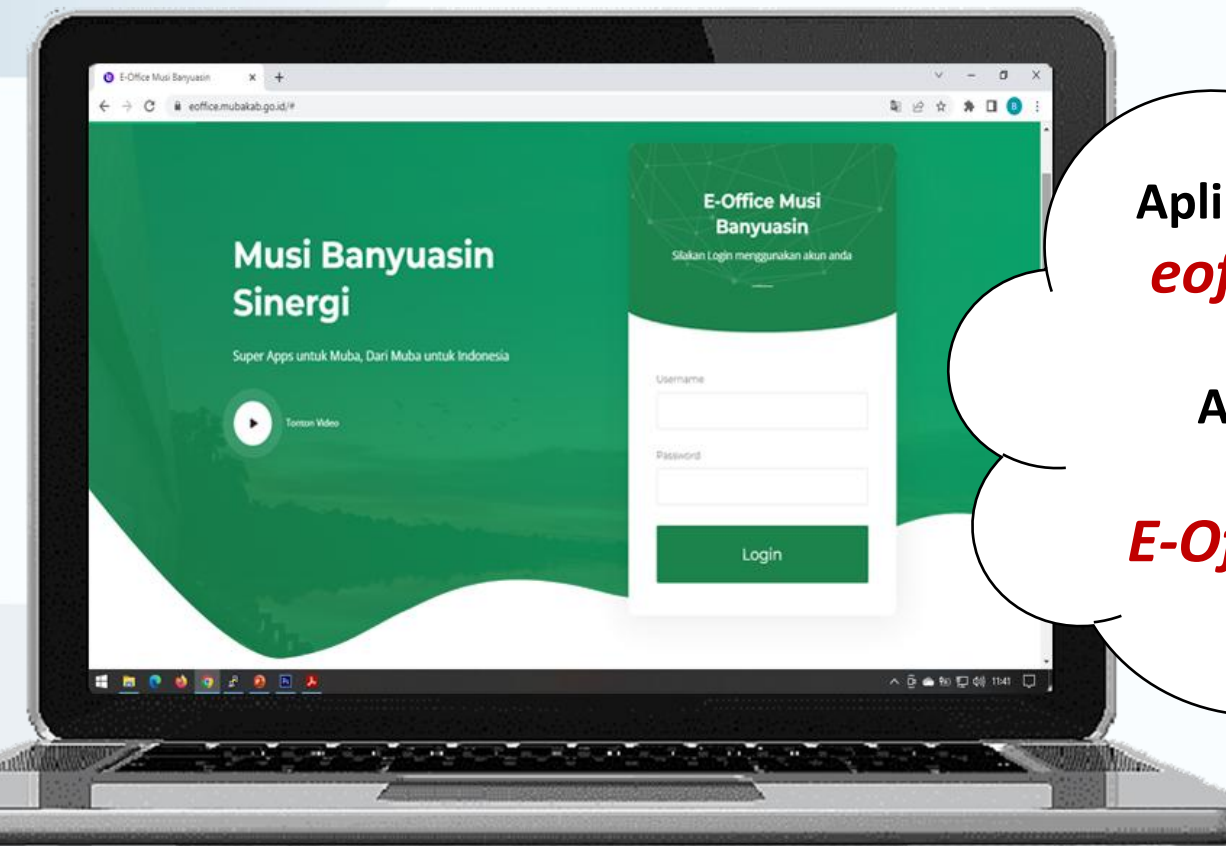 E-Office Musi Banyuasin
eoffice.mubakab.go.id/#
B
Musi Banyuasin
Sinergi
Super Apps untuk Muba, Dari Muba untuk Indonesia
Tonton Video
E-Office Musi
Banyuasin
Silakan Login menggunakan akun anda
Username
Password
Login
11:41
Apli
eof
A
E-Of